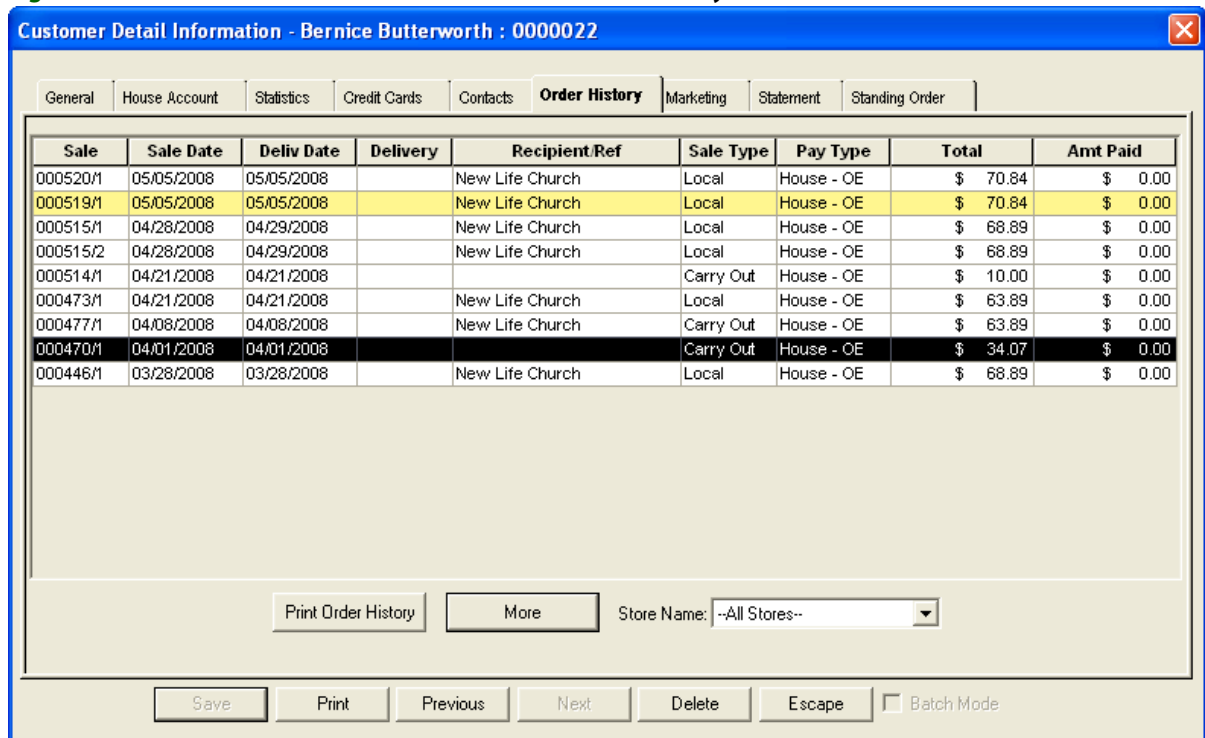 Customer Detail Information - Bernice Butterworth : 0000022
General House Account Statistics Credit Cards Contacts Order History Marketing Statement Standing Order
Sale Sale Date Deliv Date Delivery Recipient/Ref Sale Type Pay Type Total Amt Paid
000520/1 05/05/2008 05/05/2008 New Life Church Local House - OE $ 70.84 $ 0.00
000519/1 05/05/2008 05/05/2008 New Life Church Local House - OE $ 70.84 $ 0.00
000515/1 04/28/2008 04/29/2008 New Life Church Local House - OE $ 68.89 $ 0.00
000515/2 04/28/2008 04/29/2008 New Life Church Local House - OE $ 68.89 $ 0.00
000514/1 04/21/2008 04/21/2008 Carry Out House - OE $ 10.00 $ 0.00
000473/1 04/21/2008 04/21/2008 New Life Church Local House - OE $ 63.89 $ 0.00
000477/1 04/08/2008 04/08/2008 New Life Church Carry Out House - OE $ 63.89 $ 0.00
000470/1 04/01/2008 04/01/2008 Carry Out House - OE $ 34.07 $ 0.00
000446/1 03/28/2008 03/28/2008 New Life Church Local House - OE $ 68.89 $ 0.00
Print Order History More Store Name: --All Stores--
Save Print Previous Next Delete Escape Batch Mode